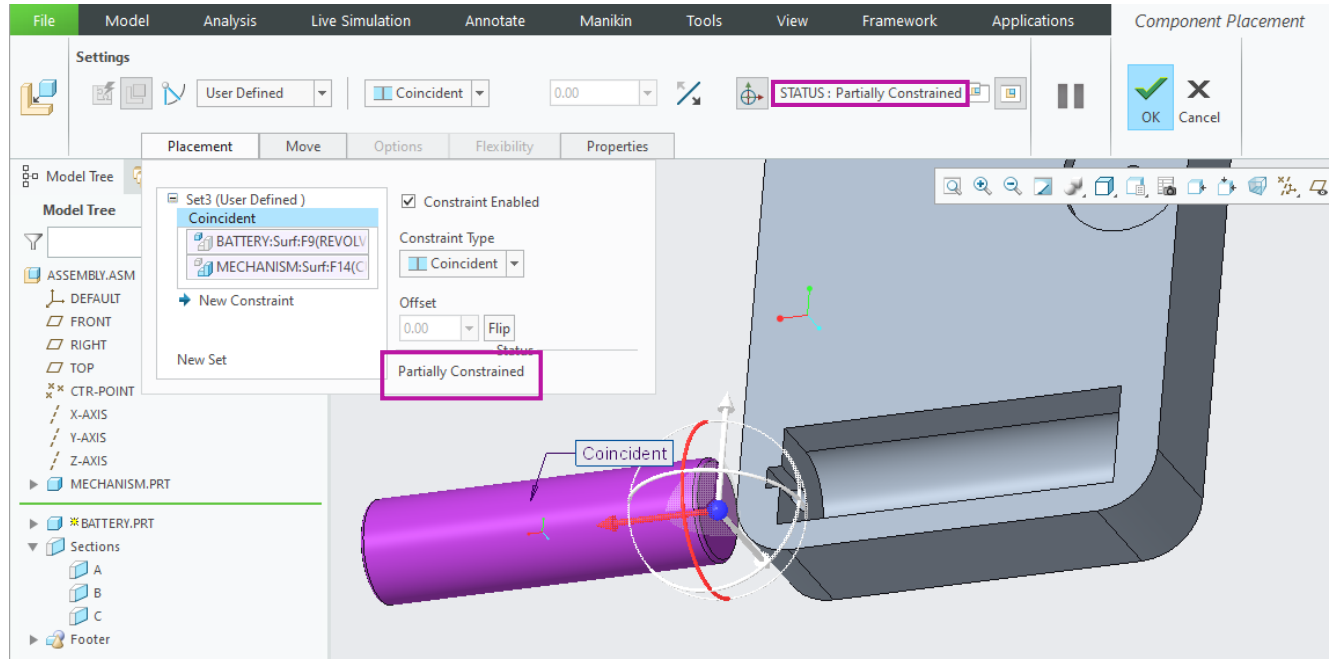 File Model Analysis Live Simulation Annotate Manikin Tools View Framework Applications Component Placement
Settings
User Defined Coincident 0.00 STATUS : Partially Constrained
OK Cancel
Placement Move Options Flexibility Properties
Model Tree
Model Tree
ASSEMBLY.ASM
DEFAULT
FRONT
RIGHT
TOP
CTR-POINT
X-AXIS
Y-AXIS
Z-AXIS
MECHANISM.PRT
BATTERY.PRT
Sections
A
B
C
Footer
Set3 (User Defined )
Coincident
BATTERY:Surf:F9(REVOLV
MECHANISM:Surf:F14(C
New Constraint
New Set
Constraint Enabled
Constraint Type
Coincident
Offset
0.00 Flip
Status
Partially Constrained
Coincident